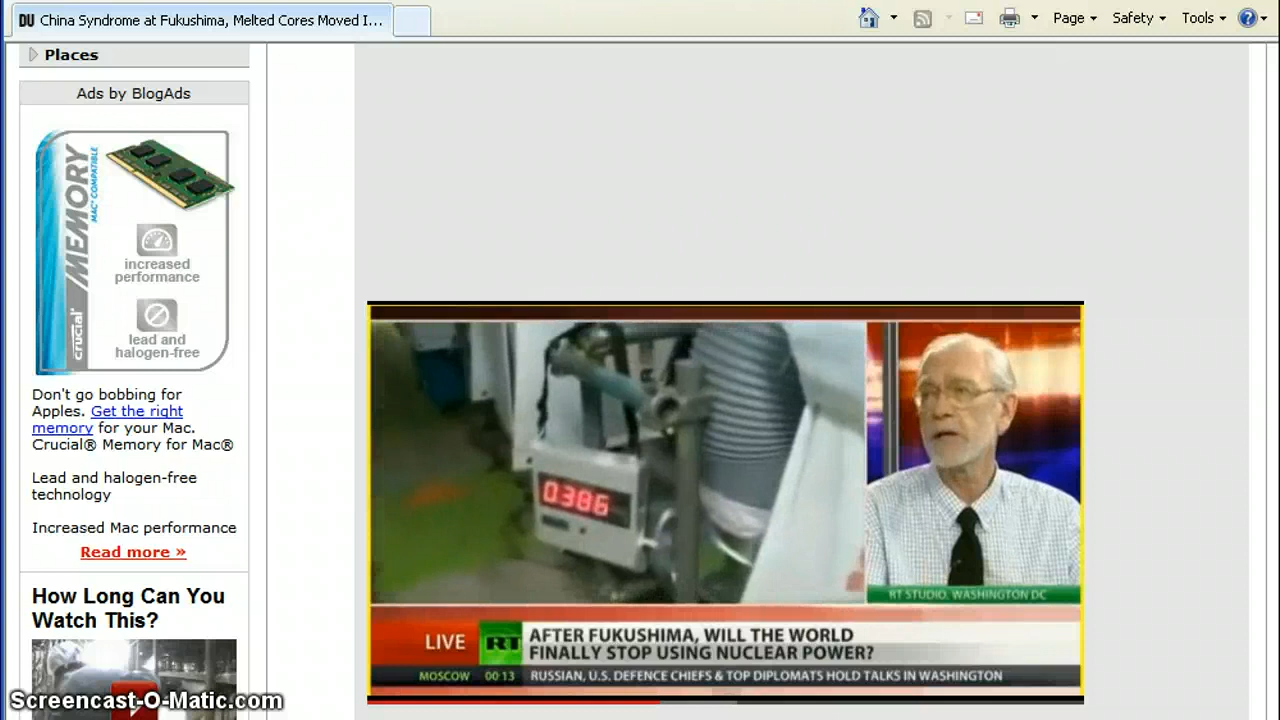 DU China Syndrome at Fukushima, Melted Cores Moved I...
Page
Safety
Tools
Places
Ads by BlogAds
MEMORY
MAC® COMPATIBLE
crucial
increased
performance
lead and
halogen-free
Don't go bobbing for
Apples. Get the right
memory for your Mac.
Crucial® Memory for Mac®
Lead and halogen-free
technology
Increased Mac performance
Read more »
How Long Can You
Watch This?
0386
RT STUDIO, WASHINGTON DC
LIVE RT AFTER FUKUSHIMA, WILL THE WORLD
FINALLY STOP USING NUCLEAR POWER?
MOSCOW 00:13 RUSSIAN, U.S. DEFENCE CHIEFS & TOP DIPLOMATS HOLD TALKS IN WASHINGTON
Screencast-O-Matic.com